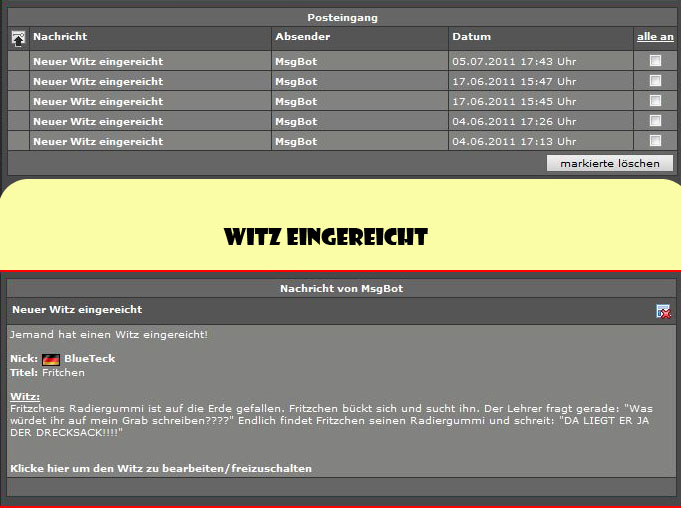 Posteingang
Nachricht Absender Datum alle an
Neuer Witz eingereicht MsgBot 05.07.2011 17:43 Uhr
Neuer Witz eingereicht MsgBot 17.06.2011 15:47 Uhr
Neuer Witz eingereicht MsgBot 17.06.2011 15:45 Uhr
Neuer Witz eingereicht MsgBot 04.06.2011 17:26 Uhr
Neuer Witz eingereicht MsgBot 04.06.2011 17:13 Uhr
markierte löschen
WITZ EINGEREICHT
Nachricht von MsgBot
Neuer Witz eingereicht
Jemand hat einen Witz eingereicht!
Nick: BlueTeck
Titel: Fritchen
Witz:
Fritzchens Radiergummi ist auf die Erde gefallen. Fritzchen bückt sich und sucht ihn. Der Lehrer fragt gerade: "Was
würdet ihr auf mein Grab schreiben????" Endlich findet Fritzchen seinen Radiergummi und schreit: "DA LIEGT ER JA
DER DRECKSACK!!!!"
Klicke hier um den Witz zu bearbeiten/freizuschalten